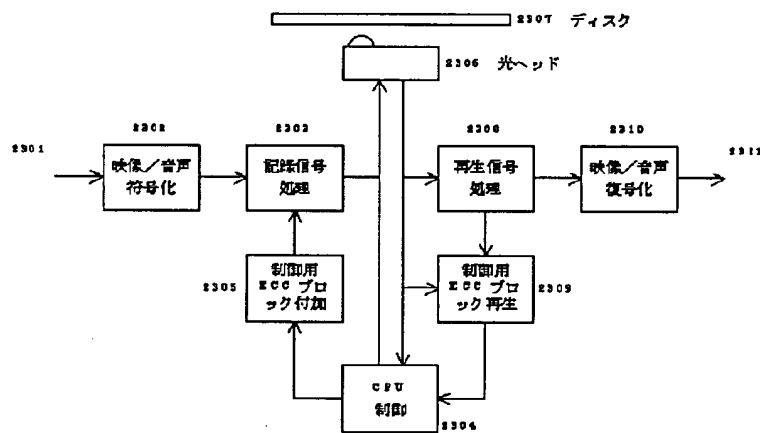 2307 ディスク
2306 光ヘッド
2301
2302
映像/音声
符号化
2303
記録信号
処理
2308
再生信号
処理
2310
映像/音声
復号化
2305
制御用
ECC ブロ
ック付加
制御用
ECC ブロ
ック再生
2309
CPU
制御
2304